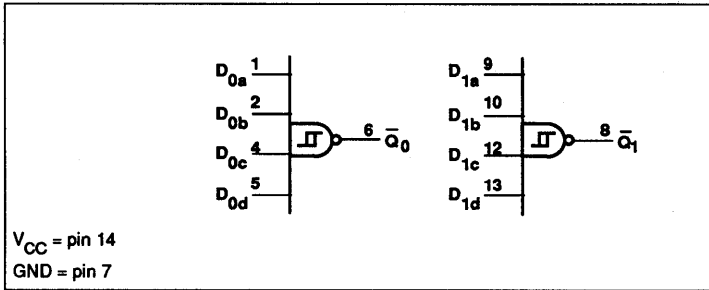 D0a 1
D0b 2
D0c 4
D0d 5
6 Q̄0
D1a 9
D1b 10
D1c 12
D1d 13
8 Q̄1
VCC = pin 14
GND = pin 7